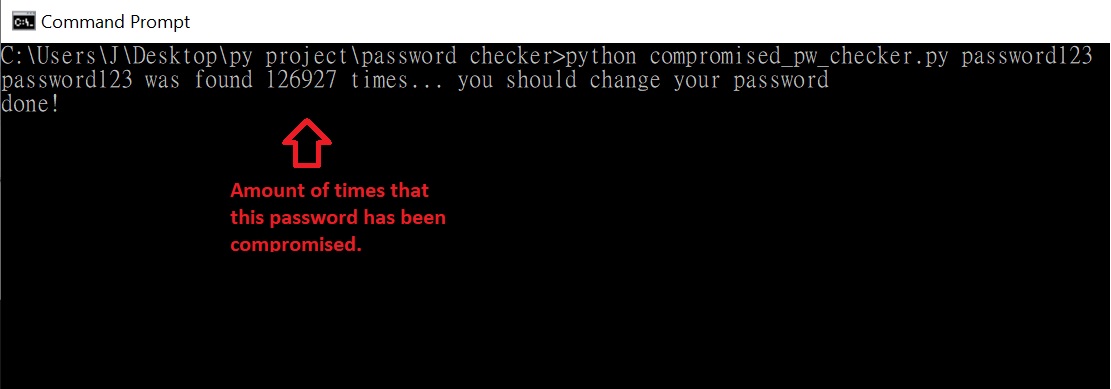 Command Prompt
C:\Users\J\Desktop\py project\password checker>python compromised_pw_checker.py password123
password123 was found 126927 times... you should change your password
done!
Amount of times that
this password has been
compromised.